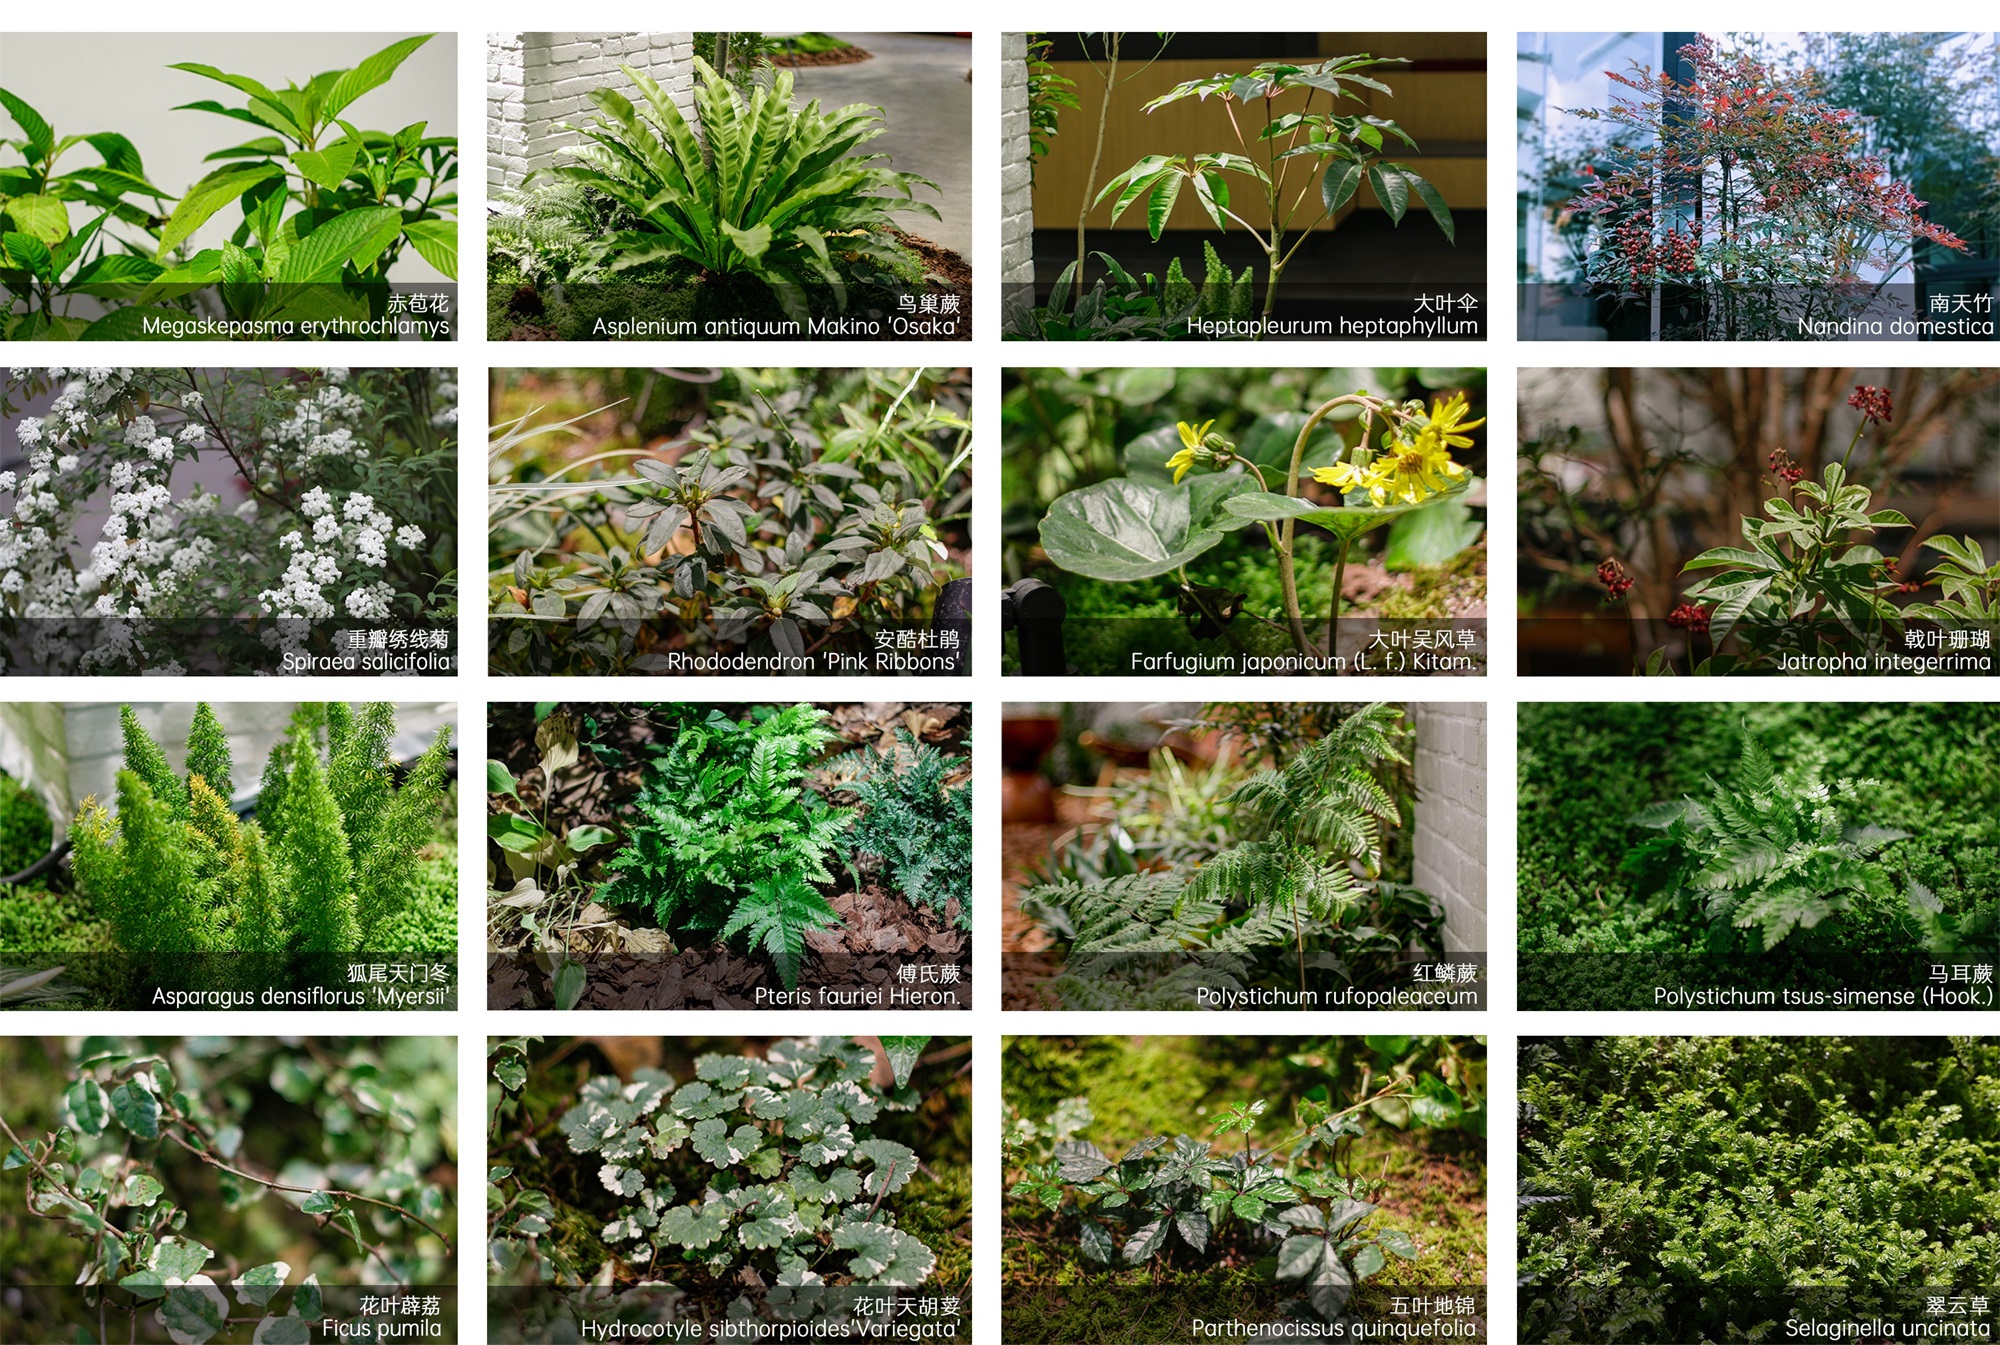 赤苞花
Megaskepasma erythrochlamys
鸟巢蕨
Asplenium antiquum Makino 'Osaka'
大叶伞
Heptapleurum heptaphyllum
南天竹
Nandina domestica
重瓣绣线菊
Spiraea salicifolia
安酷杜鹃
Rhododendron 'Pink Ribbons'
大叶吴风草
Farfugium japonicum (L. f.) Kitam.
戟叶珊瑚
Jatropha integerrima
狐尾天门冬
Asparagus densiflorus 'Myersii'
傅氏蕨
Pteris fauriei Hieron.
红鳞蕨
Polystichum rufopaleaceum
马耳蕨
Polystichum tsus-simense (Hook.)
花叶薜荔
Ficus pumila
花叶天胡荽
Hydrocotyle sibthorpioides'Variegata'
五叶地锦
Parthenocissus quinquefolia
翠云草
Selaginella uncinata